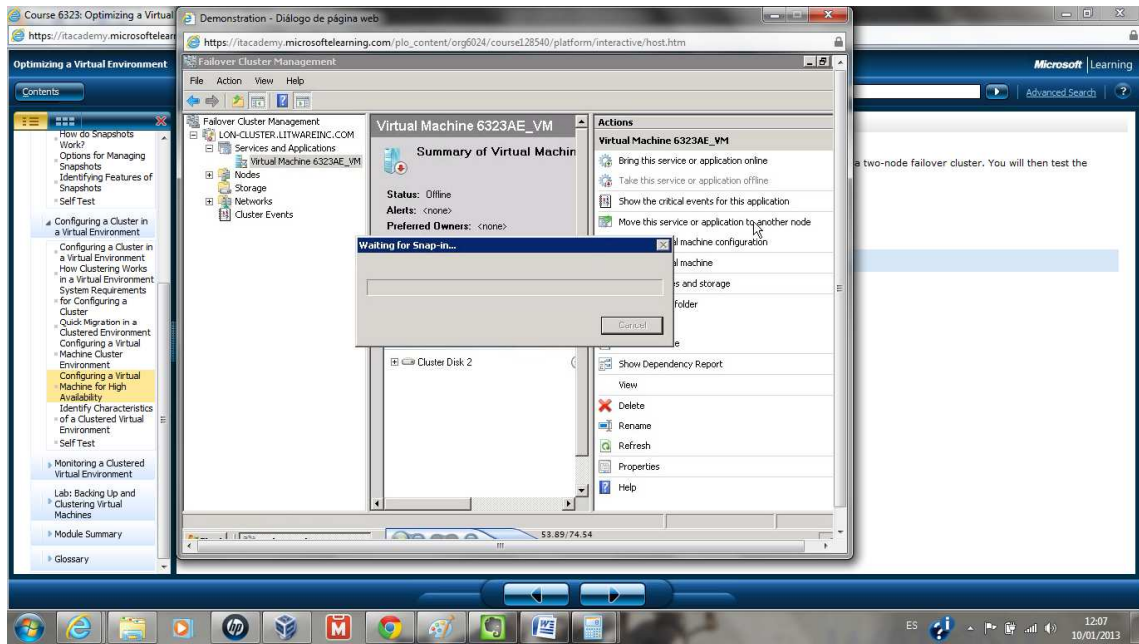 Course 6323: Optimizing a Virtual
https://itacademy.microsoftlearn
Optimizing a Virtual Environment
Microsoft Learning
Contents
Advanced Search
How do Snapshots
Work?
Options for Managing
Snapshots
Identifying Features of
Snapshots
Self Test
Configuring a Cluster in
a Virtual Environment
Configuring a Cluster in
a Virtual Environment
How Clustering Works
in a Virtual Environment
System Requirements
for Configuring a
Cluster
Quick Migration in a
Clustered Environment
Configuring a Virtual
Machine Cluster
Environment
Configuring a Virtual
Machine for High
Availability
Identify Characteristics
of a Clustered Virtual
Environment
Self Test
Monitoring a Clustered
Virtual Environment
Lab: Backing Up and
Clustering Virtual
Machines
Module Summary
Glossary
Demonstration - Diálogo de página web
https://itacademy.microsoftelearning.com/plo_content/org6024/course128540/platform/interactive/host.htm
Failover Cluster Management
File Action View Help
Failover Cluster Management
LON-CLUSTER.LITWAREINC.COM
Services and Applications
Virtual Machine 6323AE_VM
Nodes
Storage
Networks
Cluster Events
Virtual Machine 6323AE_VM
Summary of Virtual Machin
Status: Offline
Alerts: <none>
Preferred Owners: <none>
Waiting for Snap-in...
Cancel
Cluster Disk 2
Actions
Virtual Machine 6323AE_VM
Bring this service or application online
Take this service or application offline
Show the critical events for this application
Move this service or application to another node
al machine configuration
al machine
s and storage
folder
e
Show Dependency Report
View
Delete
Rename
Refresh
Properties
Help
53.89/74.54
a two-node failover cluster. You will then test the
ES
12:07
10/01/2013